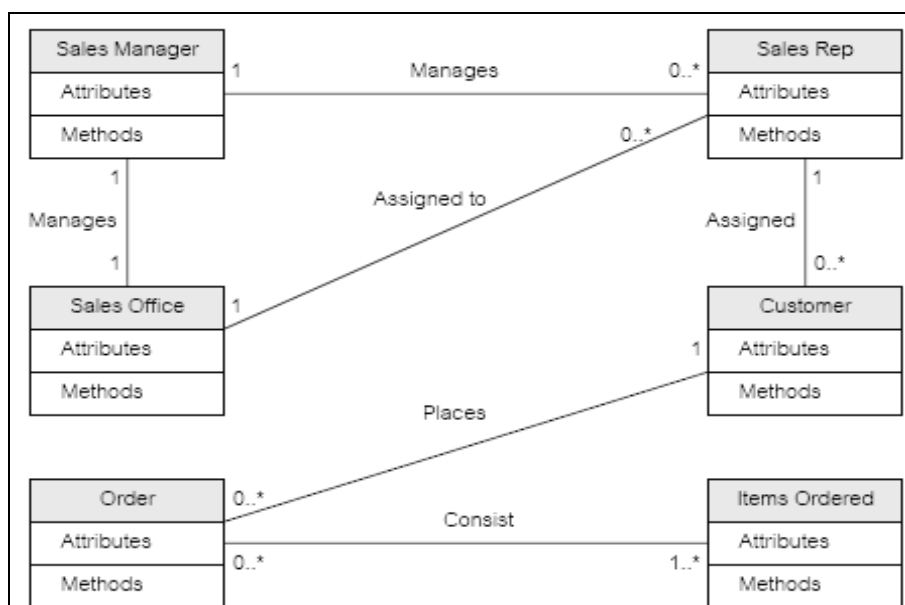 Sales Manager
Attributes
Methods
1
Manages
0..*
Sales Rep
Attributes
Methods
0..*
1
Manages
1
Assigned to
1
Assigned
0..*
Sales Office
Attributes
Methods
1
Customer
Attributes
Methods
1
Places
0..*
Order
Attributes
Methods
0..*
Consist
1..*
Items Ordered
Attributes
Methods